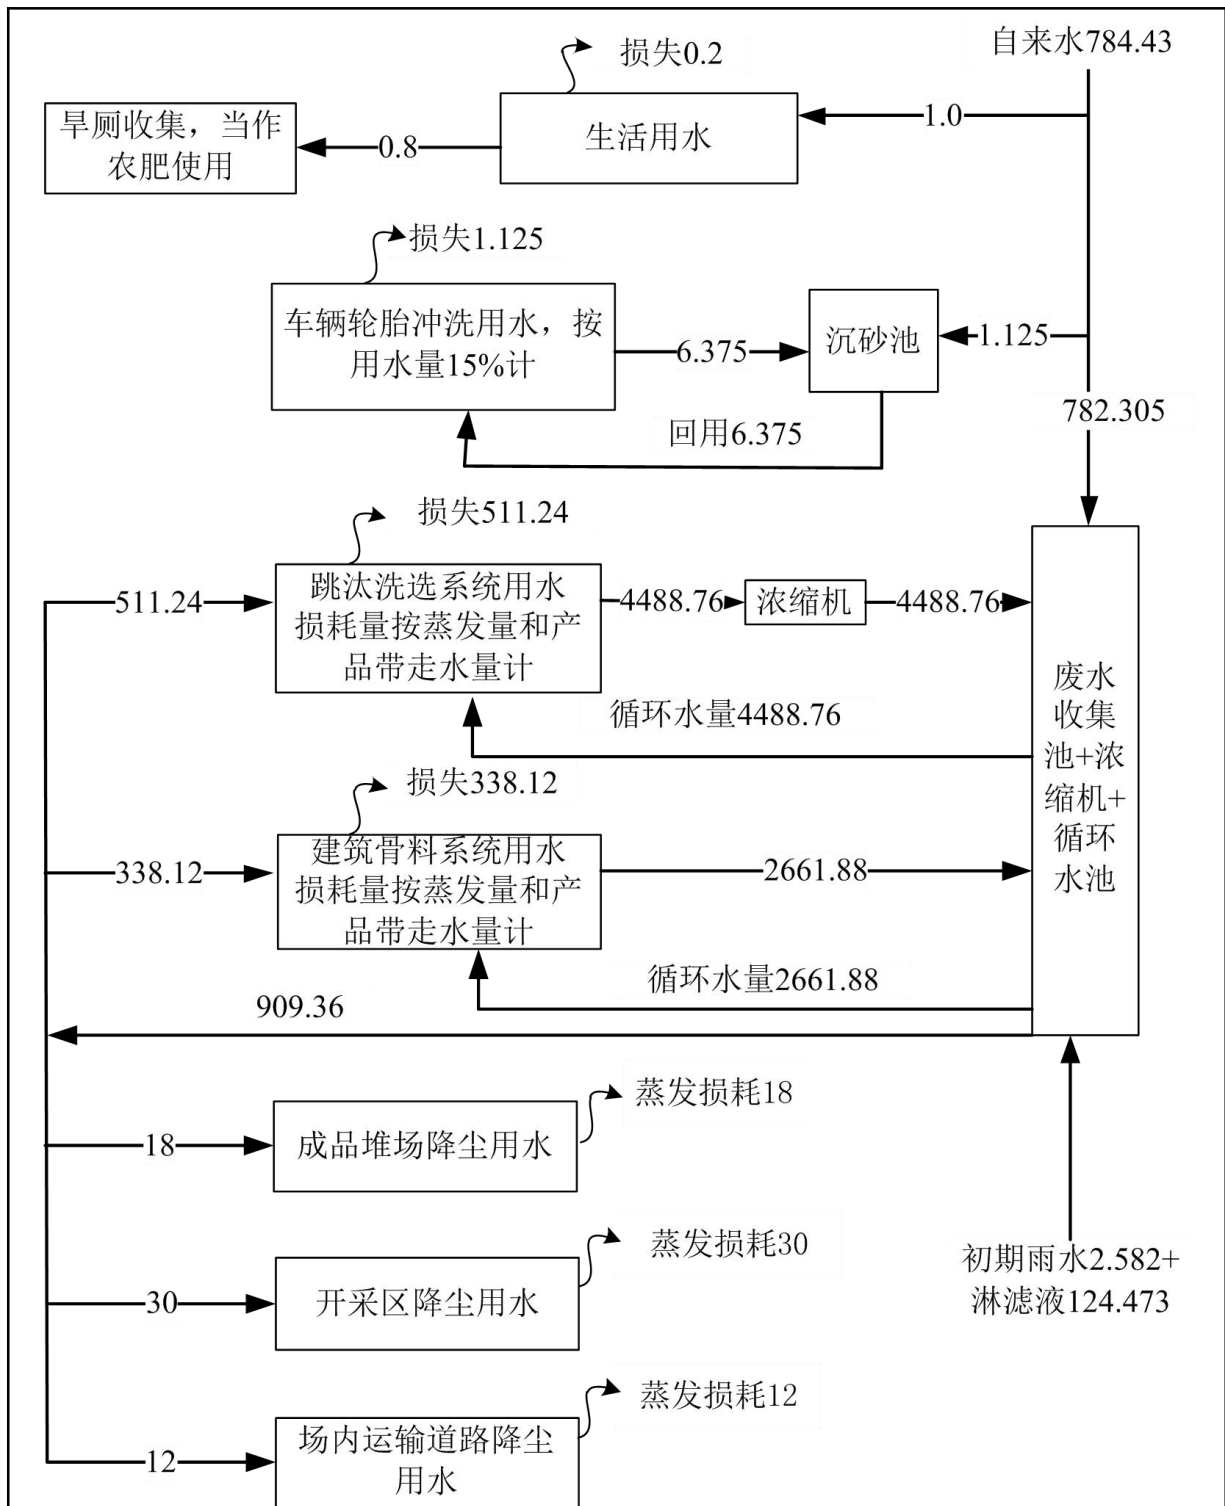 自来水784.43
损失0.2
1.0
生活用水
0.8
旱厕收集，当作
农肥使用
损失1.125
车辆轮胎冲洗用水，按
用水量15%计
6.375
沉砂池
1.125
回用6.375
782.305
损失511.24
511.24
跳汰洗选系统用水
损耗量按蒸发量和产
品带走水量计
4488.76
浓缩机
4488.76
循环水量4488.76
废水
收集
池+浓
缩机+
循环
水池
损失338.12
338.12
建筑骨料系统用水
损耗量按蒸发量和产
品带走水量计
2661.88
循环水量2661.88
909.36
蒸发损耗18
18
成品堆场降尘用水
蒸发损耗30
30
开采区降尘用水
初期雨水2.582+
淋滤液124.473
蒸发损耗12
12
场内运输道路降尘
用水